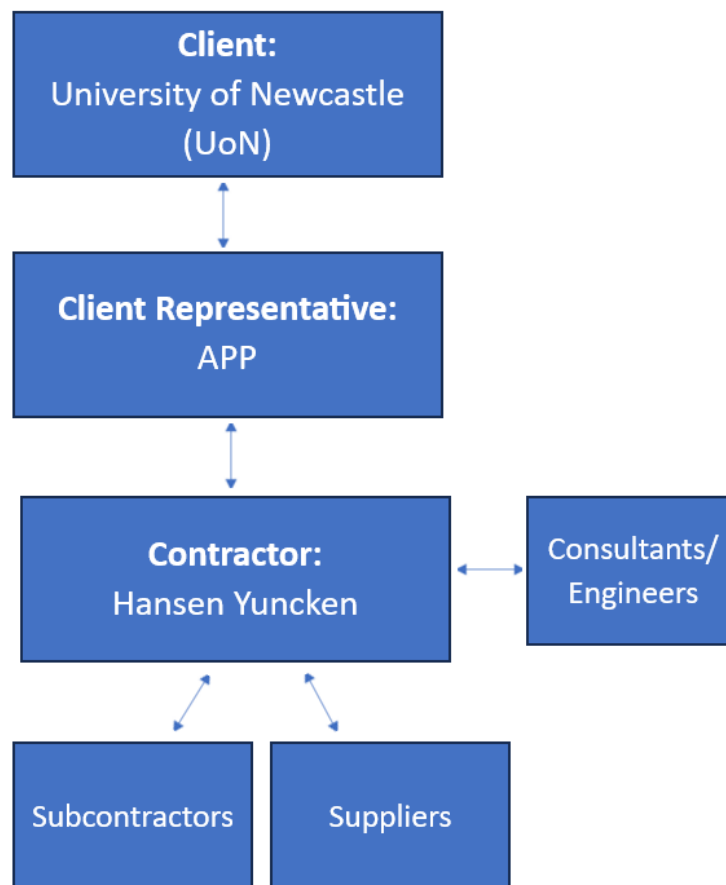 Client:
University of Newcastle
(UoN)
Client Representative:
APP
Contractor:
Hansen Yuncken
Consultants/
Engineers
Subcontractors
Suppliers